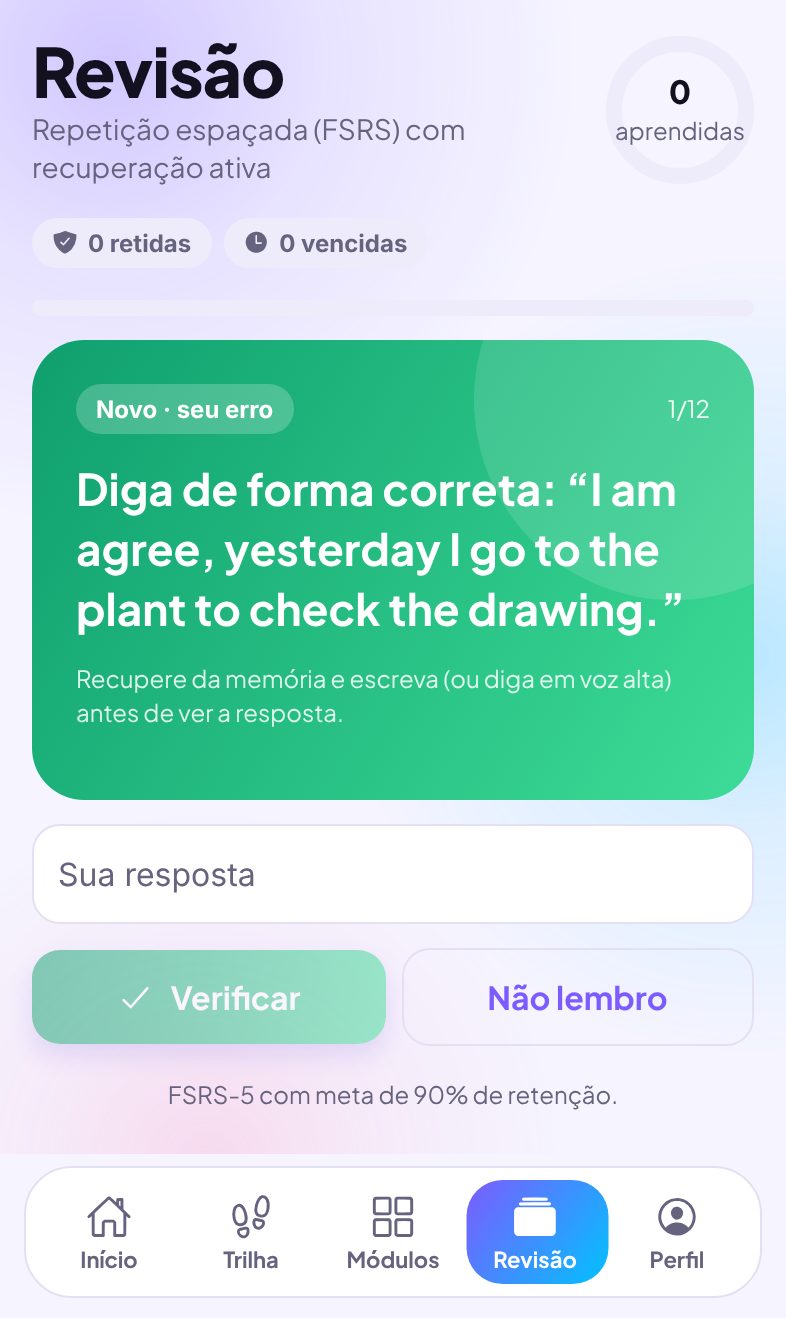 Revisão
Repetição espaçada (FSRS) com
recuperação ativa
0
aprendidas
0 retidas
0 vencidas
Novo · seu erro
1/12
Diga de forma correta: “I am
agree, yesterday I go to the
plant to check the drawing.”
Recupere da memória e escreva (ou diga em voz alta)
antes de ver a resposta.
Sua resposta
Verificar
Não lembro
FSRS-5 com meta de 90% de retenção.
Início
Trilha
Módulos
Revisão
Perfil